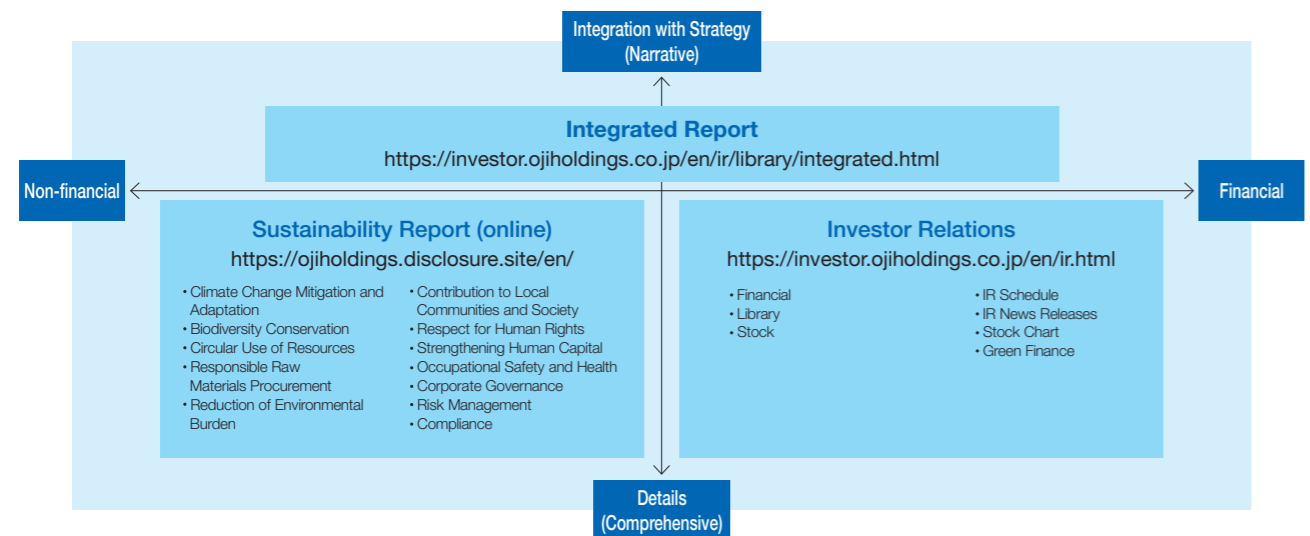 Integration with Strategy
(Narrative)
Integrated Report
https://investor.ojiholdings.co.jp/en/ir/library/integrated.html
Non-financial
Financial
Sustainability Report (online)
https://ojiholdings.disclosure.site/en/
• Climate Change Mitigation and
Adaptation
• Biodiversity Conservation
• Circular Use of Resources
• Responsible Raw
Materials Procurement
• Reduction of Environmental
Burden
• Contribution to Local
Communities and Society
• Respect for Human Rights
• Strengthening Human Capital
• Occupational Safety and Health
• Corporate Governance
• Risk Management
• Compliance
Investor Relations
https://investor.ojiholdings.co.jp/en/ir.html
• Financial
• Library
• Stock
• IR Schedule
• IR News Releases
• Stock Chart
• Green Finance
Details
(Comprehensive)